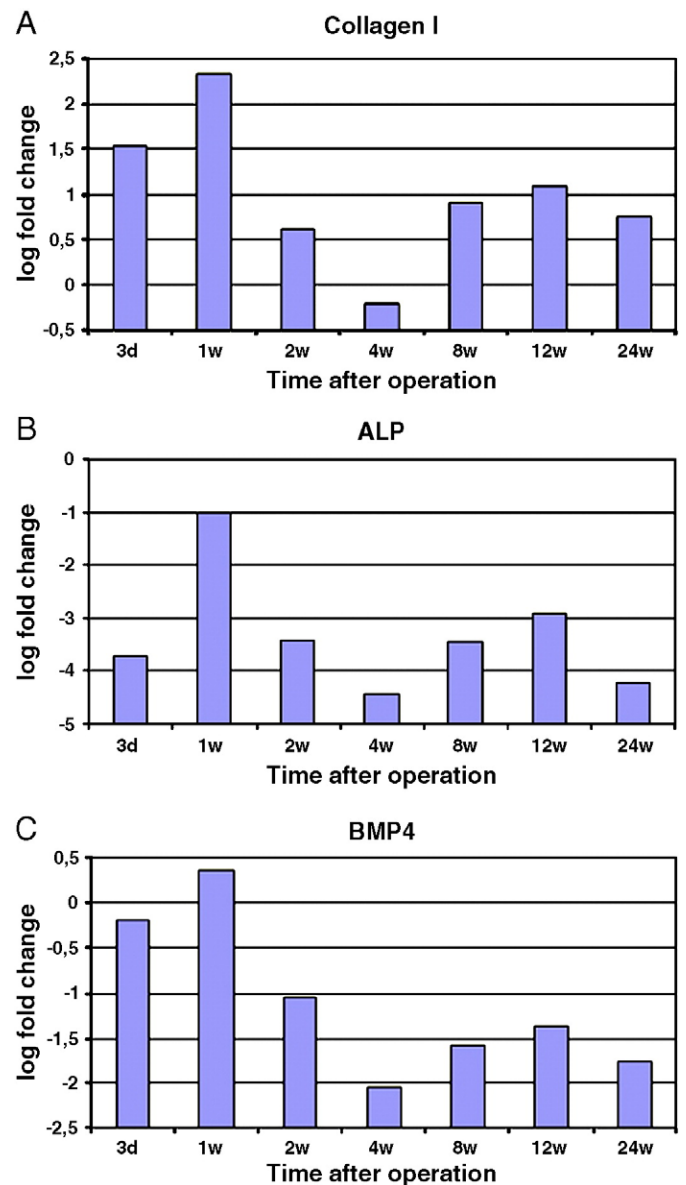 A
Collagen I
log fold change
2,5
2
1,5
1
0,5
0
-0,5
3d 1w 2w 4w 8w 12w 24w
Time after operation
B
ALP
log fold change
0
-1
-2
-3
-4
-5
3d 1w 2w 4w 8w 12w 24w
Time after operation
C
BMP4
log fold change
0,5
0
-0,5
-1
-1,5
-2
-2,5
3d 1w 2w 4w 8w 12w 24w
Time after operation